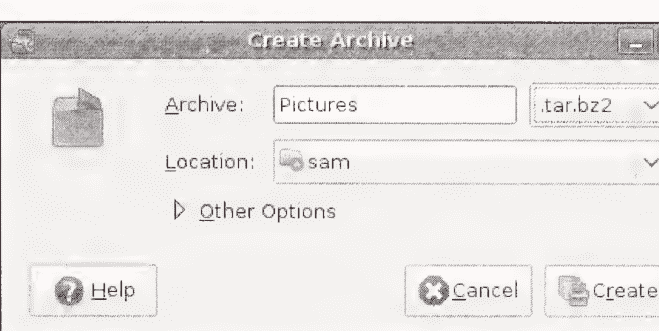 Create Archive
Archive: Pictures .tar.bz2
Location: sam
Other Options
Help Cancel Create